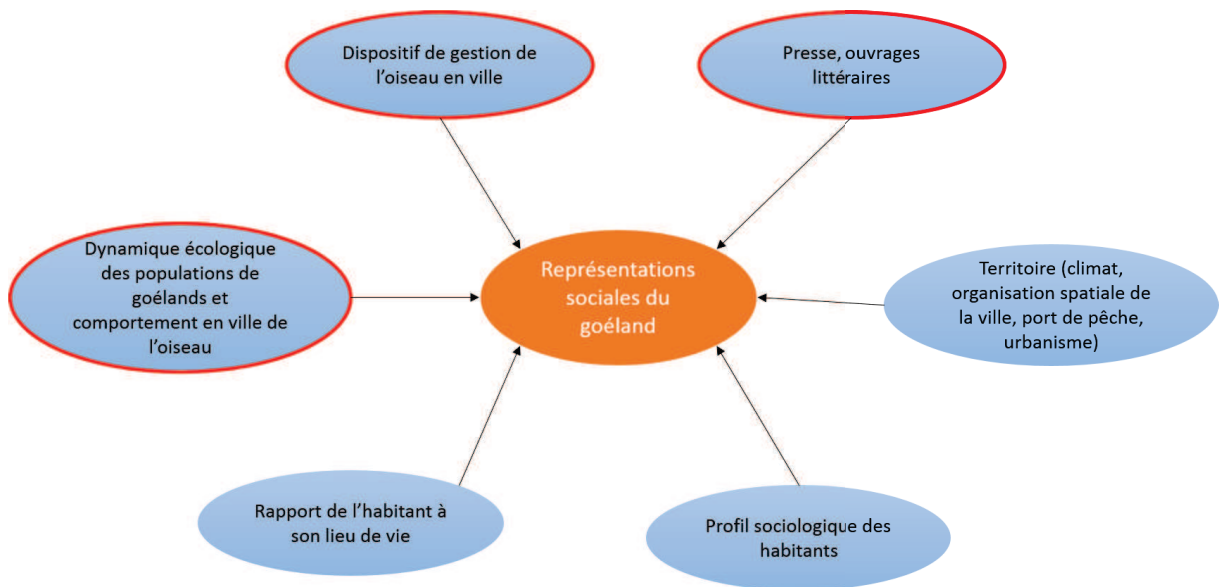 Dispositif de gestion de
l'oiseau en ville
Presse, ouvrages
littéraires
Dynamique écologique
des populations de
goélands et
comportement en ville de
l'oiseau
Représentations
sociales du
goéland
Territoire (climat,
organisation spatiale de
la ville, port de pêche,
urbanisme)
Rapport de l'habitant à
son lieu de vie
Profil sociologique des
habitants